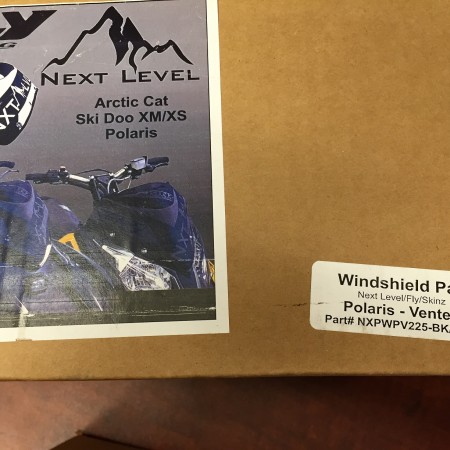 LY
NEXT LEVEL
Arctic Cat
Ski Doo XM/XS
Polaris
Windshield Pa
Next Level/Fly/Skinz
Polaris - Vente
Part# NXPWPV225-BK